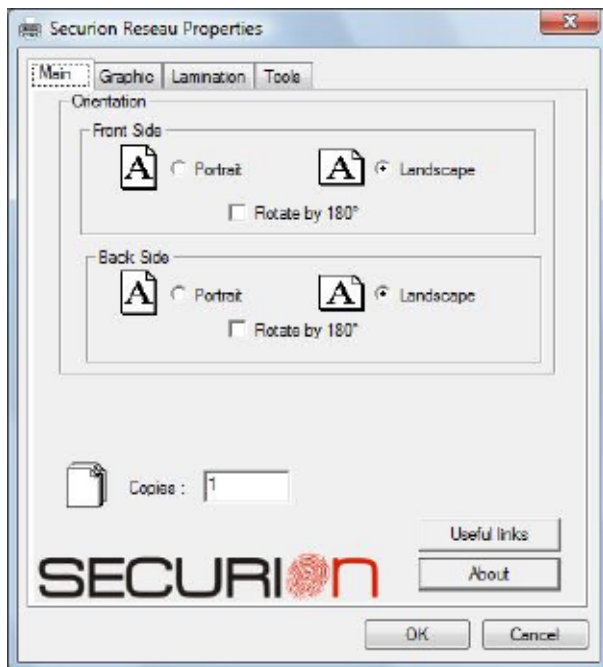 Securion Reseau Properties
Main Graphic Lamination Tools
Orientation
Front Side
A Portrait A Landscape
Rotate by 180°
Back Side
A Portrait A Landscape
Rotate by 180°
Copies : 1
Useful links
SECURION
About
OK Cancel